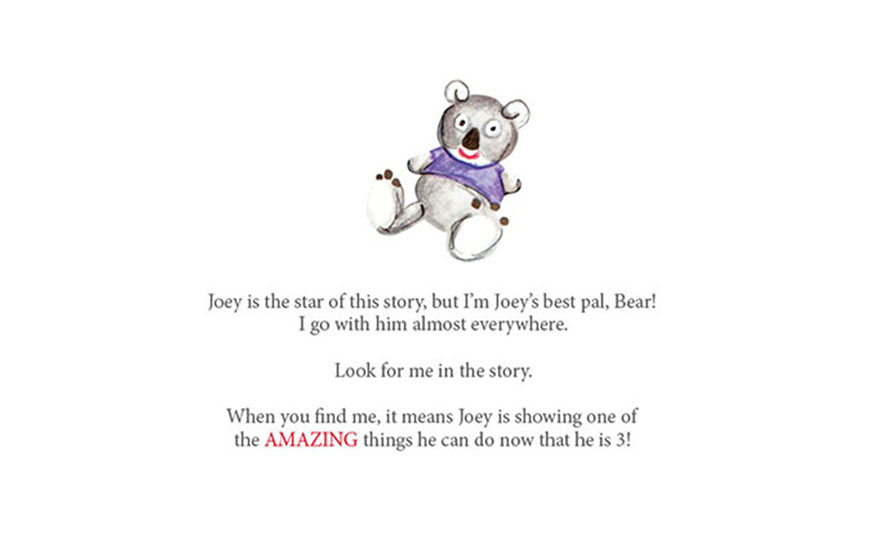 Joey is the star of this story, but I’m Joey’s best pal, Bear!
I go with him almost everywhere.
Look for me in the story.
When you find me, it means Joey is showing one of
the AMAZING things he can do now that he is 3!